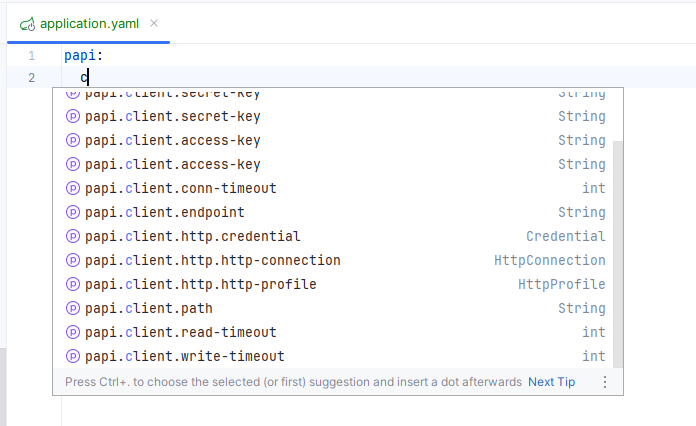 application.yaml ×
1 papi:
2 c
papi.client.secret-key String
papi.client.secret-key String
papi.client.access-key String
papi.client.access-key String
papi.client.conn-timeout int
papi.client.endpoint String
papi.client.http.credential Credential
papi.client.http.http-connection HttpConnection
papi.client.http.http-profile HttpProfile
papi.client.path String
papi.client.read-timeout int
papi.client.write-timeout int
Press Ctrl+. to choose the selected (or first) suggestion and insert a dot afterwards Next Tip